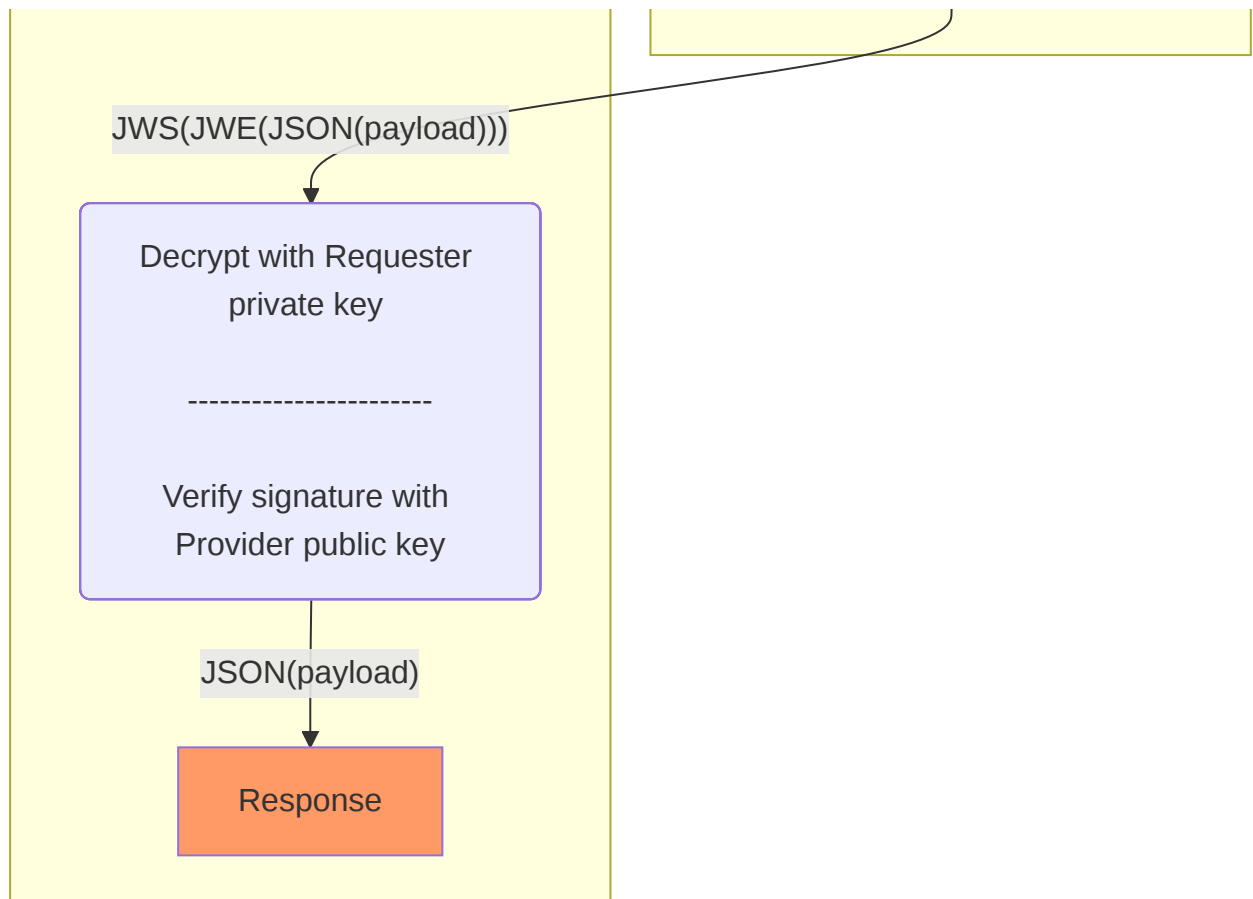 JWS(JWE(JSON(payload)))
Decrypt with Requester
private key
-----------------------
Verify signature with
Provider public key
JSON(payload)
Response